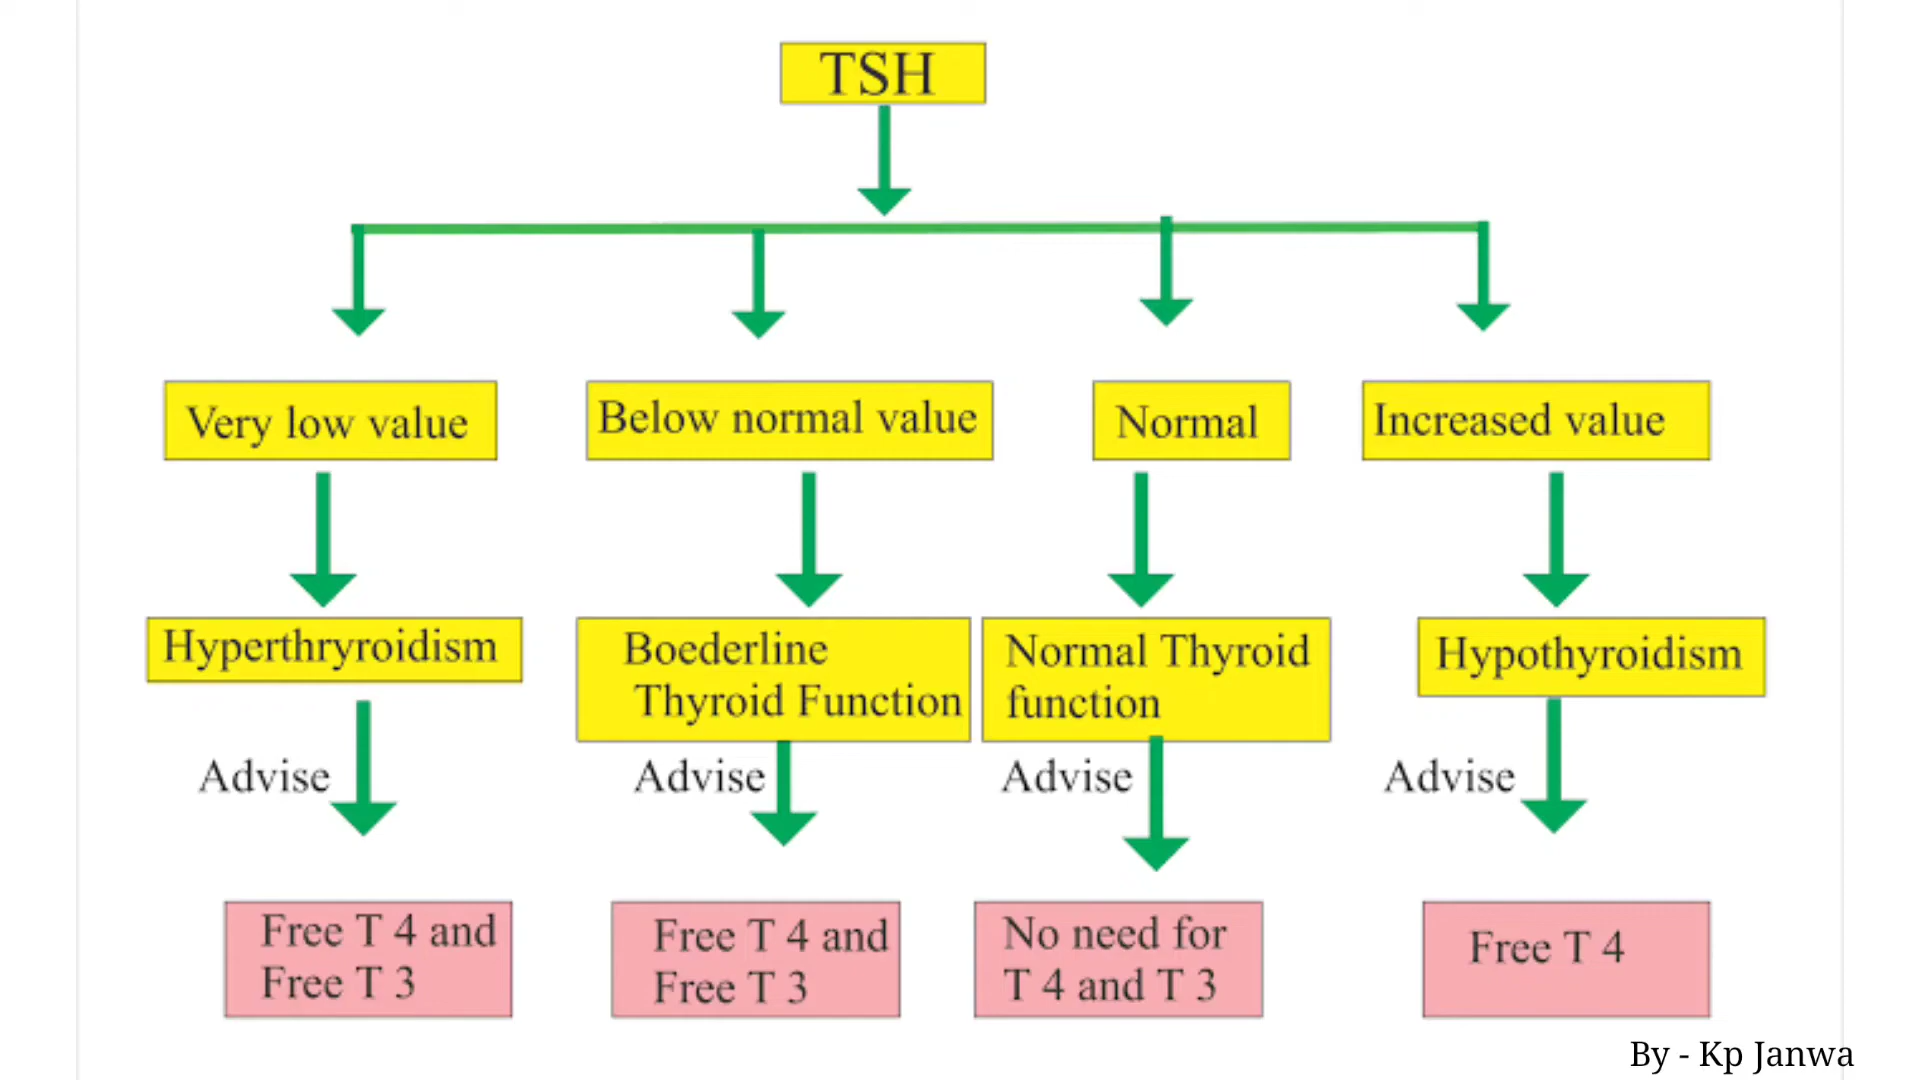 TSH
Very low value
Below normal value
Normal
Increased value
Hyperthryroidism
Boederline
Thyroid Function
Normal Thyroid
function
Hypothyroidism
Advise
Advise
Advise
Advise
Free T 4 and
Free T 3
Free T 4 and
Free T 3
No need for
T 4 and T 3
Free T 4
By - Kp Janwa